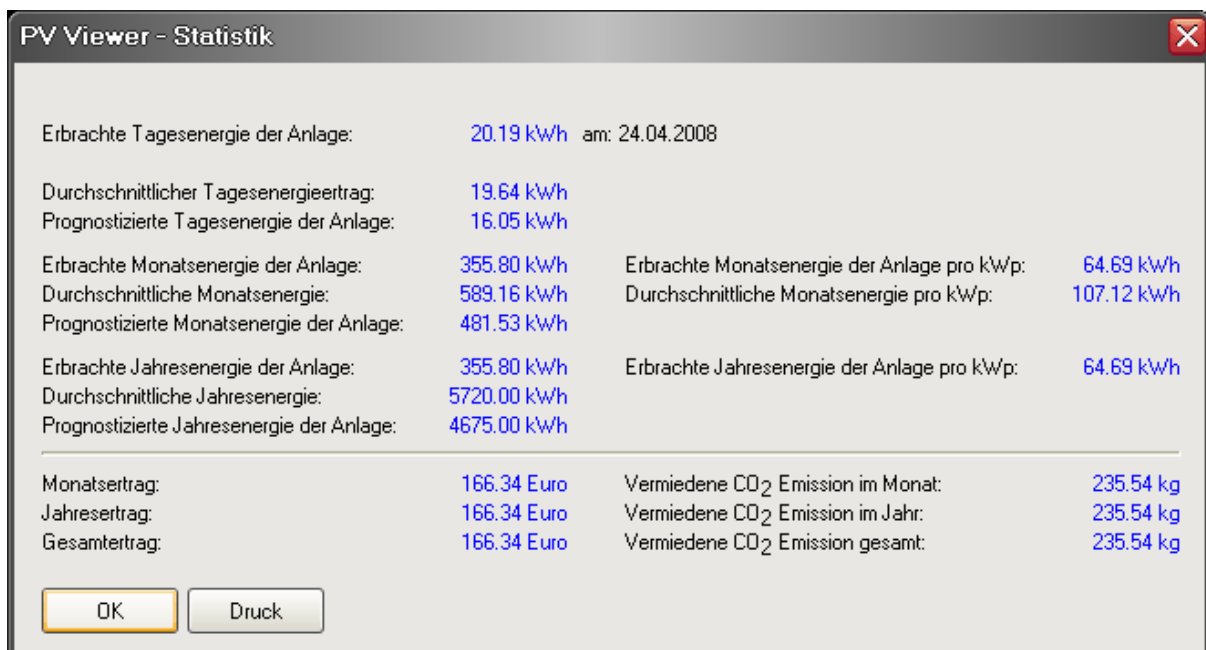 PV Viewer - Statistik
Erbrachte Tagesenergie der Anlage: 20.19 kWh am: 24.04.2008
Durchschnittlicher Tagesenergieertrag: 19.64 kWh
Prognostizierte Tagesenergie der Anlage: 16.05 kWh
Erbrachte Monatsenergie der Anlage: 355.80 kWh Erbrachte Monatsenergie der Anlage pro kWp: 64.69 kWh
Durchschnittliche Monatsenergie: 589.16 kWh Durchschnittliche Monatsenergie pro kWp: 107.12 kWh
Prognostizierte Monatsenergie der Anlage: 481.53 kWh
Erbrachte Jahresenergie der Anlage: 355.80 kWh Erbrachte Jahresenergie der Anlage pro kWp: 64.69 kWh
Durchschnittliche Jahresenergie: 5720.00 kWh
Prognostizierte Jahresenergie der Anlage: 4675.00 kWh
Monatsertrag: 166.34 Euro Vermiedene CO2 Emission im Monat: 235.54 kg
Jahresertrag: 166.34 Euro Vermiedene CO2 Emission im Jahr: 235.54 kg
Gesamtertrag: 166.34 Euro Vermiedene CO2 Emission gesamt: 235.54 kg
OK Druck